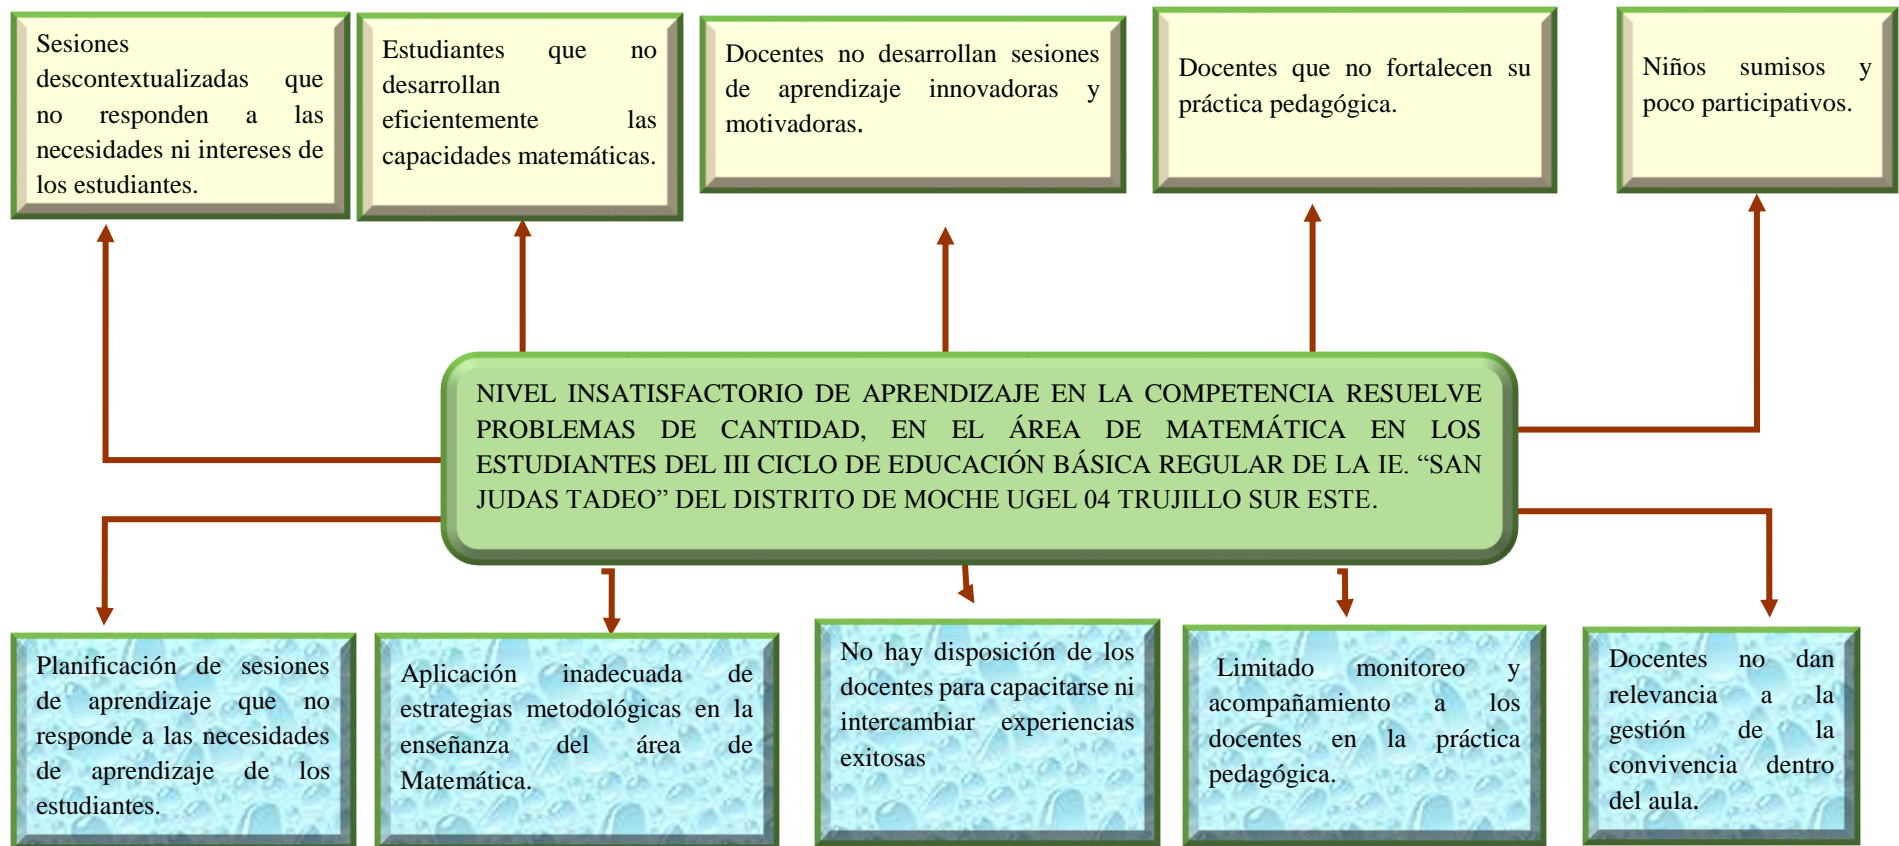 Sesiones
descontextualizadas que
no responden a las
necesidades ni intereses de
los estudiantes.
Estudiantes que no
desarrollan
eficientemente las
capacidades matemáticas.
Docentes no desarrollan sesiones
de aprendizaje innovadoras y
motivadoras.
Docentes que no fortalecen su
práctica pedagógica.
Niños sumisos y
poco participativos.
NIVEL INSATISFACTORIO DE APRENDIZAJE EN LA COMPETENCIA RESUELVE
PROBLEMAS DE CANTIDAD, EN EL ÁREA DE MATEMÁTICA EN LOS
ESTUDIANTES DEL III CICLO DE EDUCACIÓN BÁSICA REGULAR DE LA IE. “SAN
JUDAS TADEO” DEL DISTRITO DE MOCHE UGEL 04 TRUJILLO SUR ESTE.
Planificación de sesiones
de aprendizaje que no
responde a las necesidades
de aprendizaje de los
estudiantes.
Aplicación inadecuada de
estrategias metodológicas en la
enseñanza del área de
Matemática.
No hay disposición de los
docentes para capacitarse ni
intercambiar experiencias
exitosas
Limitado monitoreo y
acompañamiento a los
docentes en la práctica
pedagógica.
Docentes no dan
relevancia a la
gestión de la
convivencia dentro
del aula.